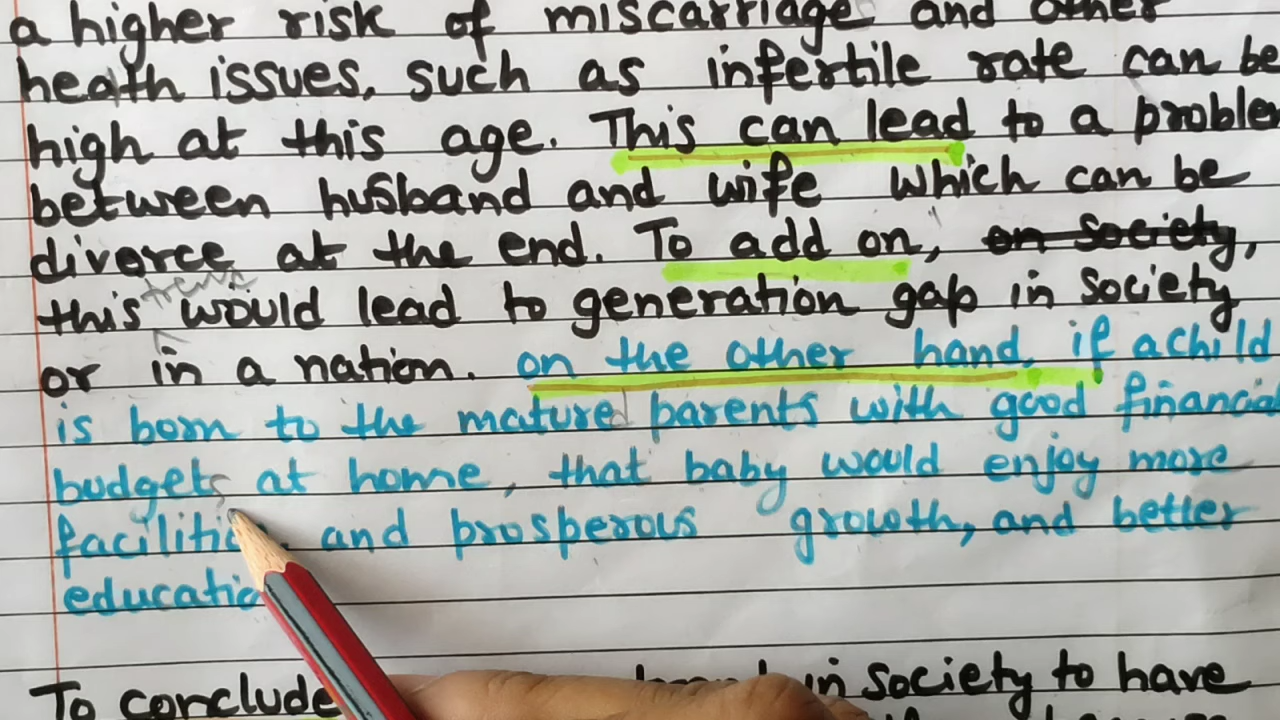 a higher risk of miscarriage and other
heath issues, such as infertile rate can be
high at this age. This can lead to a problem
between husband and wife which can be
divorce at the end. To add on, on society,
this trend would lead to generation gap in society
or in a nation. on the other hand, if a child
is born to the mature parents with good financial
budgets at home, that baby would enjoy more
and prosperous growth, and better
To conclude in society to have